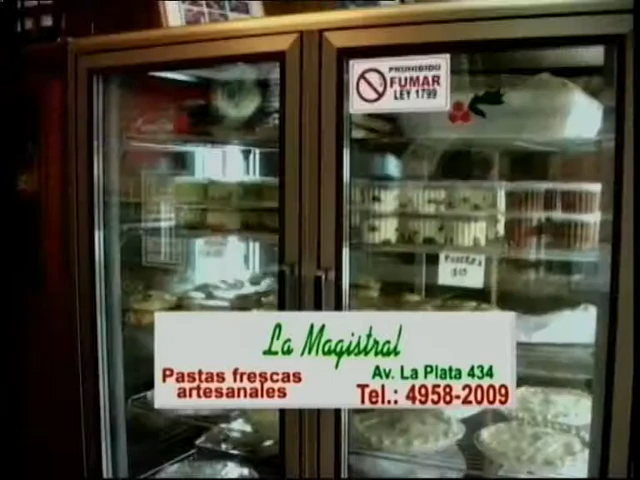 PROHIBIDO
FUMAR
LEY 1799
La Magistral
Pastas frescas
artesanales
Av. La Plata 434
Tel.: 4958-2009